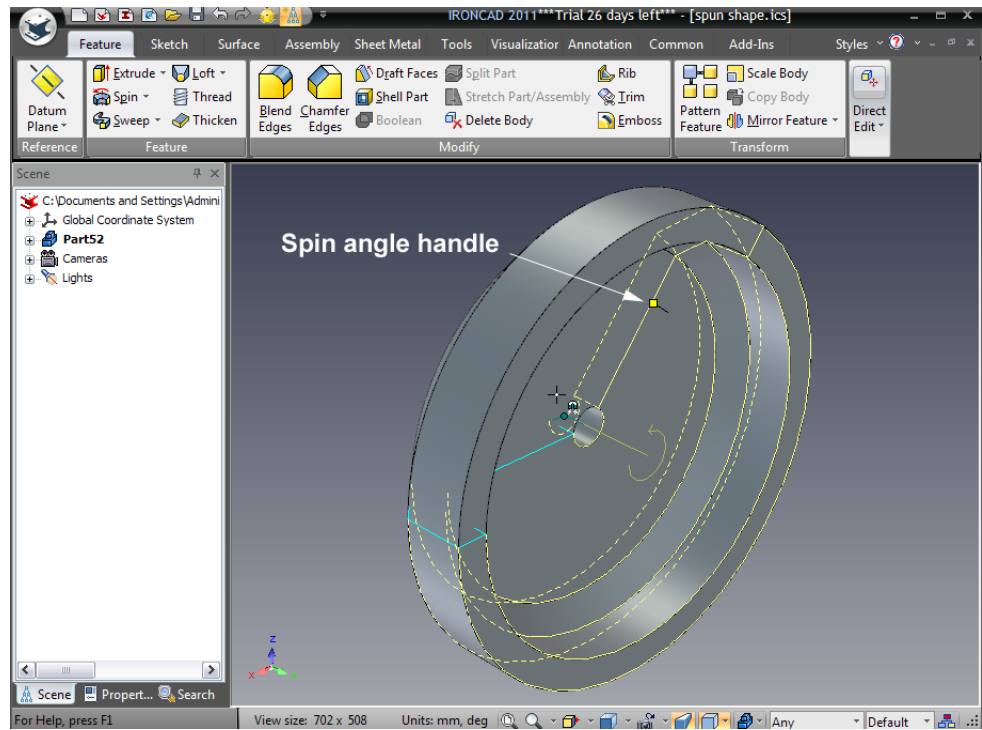 IRONCAD 2011***Trial 26 days left*** - [spun shape.ics]
Feature Sketch Surface Assembly Sheet Metal Tools Visualization Annotation Common Add-Ins Styles
Extrude Loft Draft Faces Split Part Rib Scale Body
Spin Thread Shell Part Stretch Part/Assembly Trim Copy Body
Sweep Thicken Boolean Delete Body Emboss Mirror Feature
Datum Plane Blend Edges Chamfer Edges Pattern Feature Direct Edit
Reference Feature Modify Transform
Scene
C:\Documents and Settings\Admini
Global Coordinate System
Part52
Cameras
Lights
Spin angle handle
z
x
Scene Propert... Search
For Help, press F1 View size: 702 x 508 Units: mm, deg Any Default